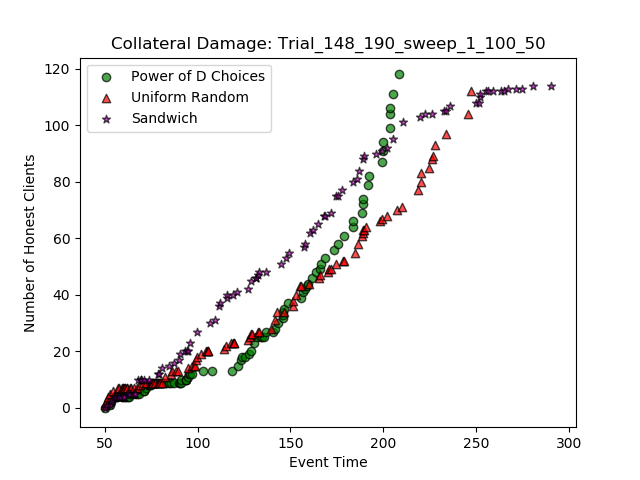 Collateral Damage: Trial_148_190_sweep_1_100_50
Power of D Choices
Uniform Random
Sandwich
120
100
80
60
40
20
0
Number of Honest Clients
50
100
150
200
250
300
Event Time